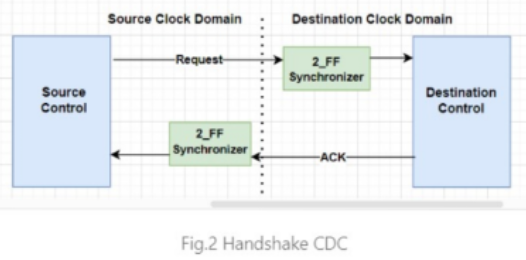 Source Clock Domain
Destination Clock Domain
Request
2_FF
Synchronizer
Source
Control
Destination
Control
2_FF
Synchronizer
ACK
Fig.2 Handshake CDC